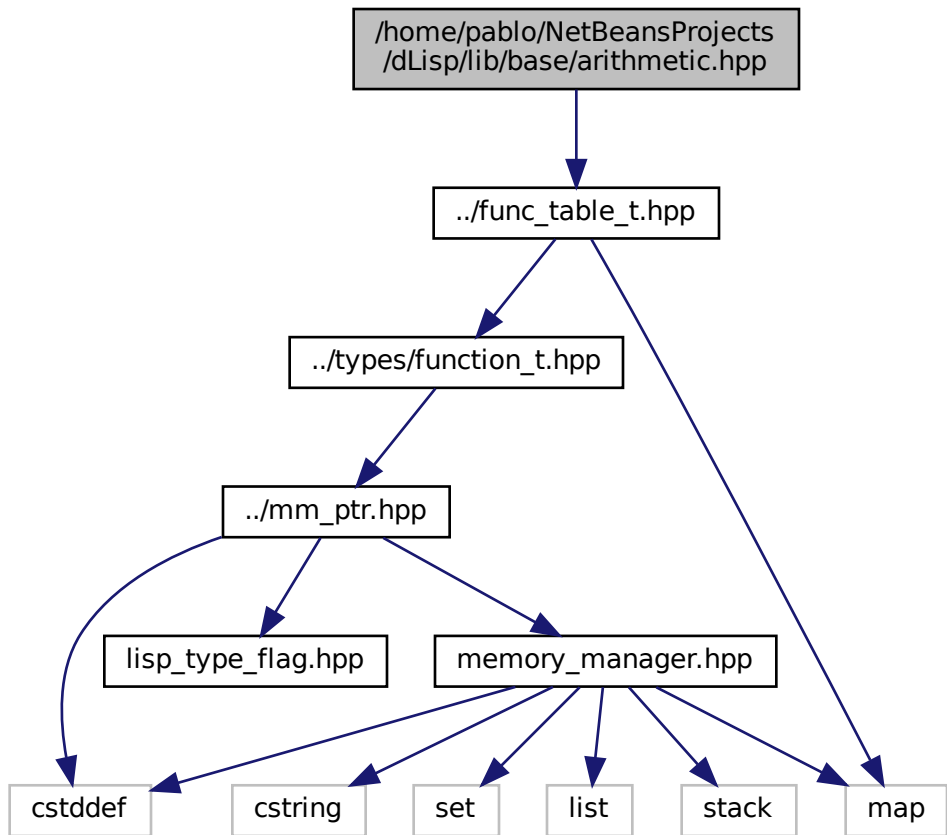 /home/pablo/NetBeansProjects
/dLisp/lib/base/arithmetic.hpp
../func_table_t.hpp
../types/function_t.hpp
../mm_ptr.hpp
lisp_type_flag.hpp
memory_manager.hpp
cstddef
cstring
set
list
stack
map